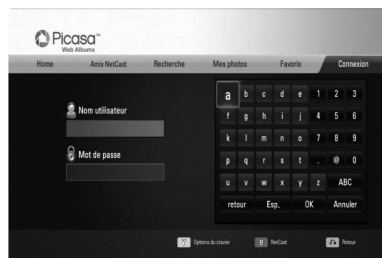 Picasa™
Web Albums
Home Amis NetCast Recherche Mes photos Favoris Connexion
Nom utilisateur
Mot de passe
a b c d e 1 2 3
f g h i j 4 5 6
k l m n o 7 8 9
p q r s t . @ 0
u v w x y z ABC
retour Esp. OK Annuler
Options du clavier NetCast Retour